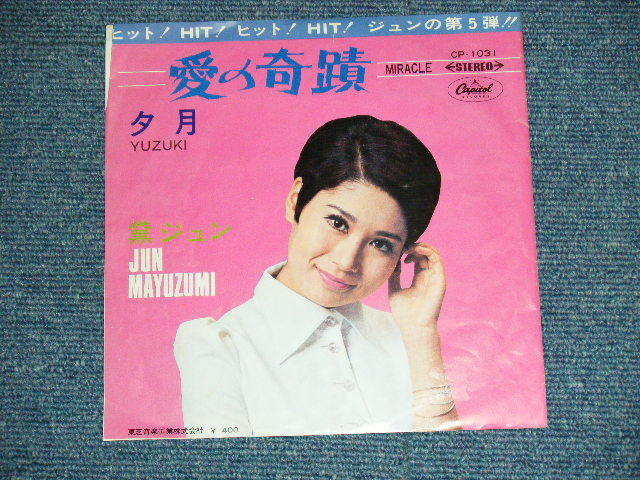 ヒット! HIT! ヒット! HIT! ジュンの第5弾!!
CP-1031
愛の奇蹟 MIRACLE STEREO
Capitol
RECORDS
夕月
YUZUKI
黛ジュン
JUN
MAYUZUMI
東芝音楽工業株式会社 ¥400